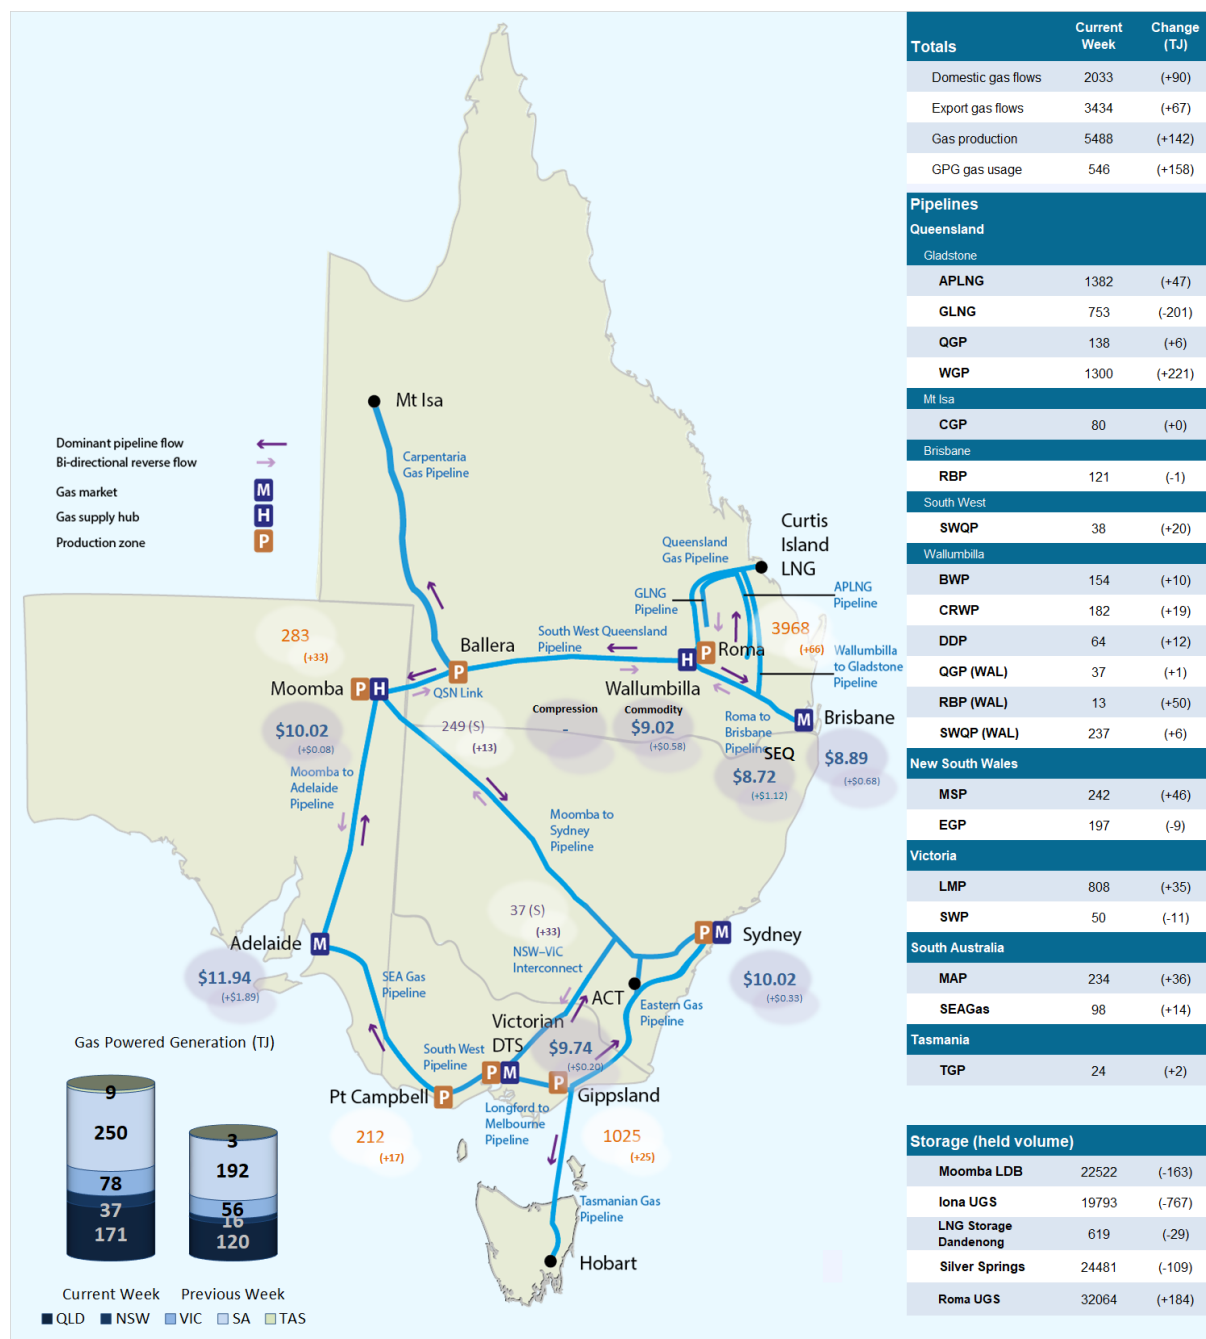 Mt Isa
Dominant pipeline flow
Bi-directional reverse flow
Gas market M
Gas supply hub H
Production zone P
Carpentaria
Gas Pipeline
Curtis
Island
LNG
Queensland
Gas Pipeline
GLNG
Pipeline
APLNG
Pipeline
283
(+33)
3968
(+66)
South West Queensland
Pipeline
Ballera
P
H P Roma
Wallumbilla
to Gladstone
Pipeline
Moomba P H
QSN Link
Wallumbilla
Compression
-
Commodity
$9.02
(+$0.58)
249 (S)
(+13)
$10.02
(+$0.08)
Roma to
Brisbane
Pipeline
M Brisbane
SEQ
$8.72
(+$1.12)
$8.89
(+$0.68)
Moomba to
Adelaide
Pipeline
Moomba to
Sydney
Pipeline
37 (S)
(+33)
NSW–VIC
Interconnect
Adelaide M
P M Sydney
$11.94
(+$1.89)
SEA Gas
Pipeline
$10.02
(+$0.33)
ACT
Eastern Gas
Pipeline
Victorian
DTS
$9.74
(+$0.20)
South West
Pipeline
P M
P
Gippsland
Pt Campbell P
Longford to
Melbourne
Pipeline
212
(+17)
1025
(+25)
Tasmanian Gas
Pipeline
Hobart
Gas Powered Generation (TJ)
9
250
78
37
171
3
192
56
16
120
Current Week Previous Week
QLD NSW VIC SA TAS
Totals Current Week Change (TJ)
Domestic gas flows 2033 (+90)
Export gas flows 3434 (+67)
Gas production 5488 (+142)
GPG gas usage 546 (+158)
Pipelines
Queensland
Gladstone
APLNG 1382 (+47)
GLNG 753 (-201)
QGP 138 (+6)
WGP 1300 (+221)
Mt Isa
CGP 80 (+0)
Brisbane
RBP 121 (-1)
South West
SWQP 38 (+20)
Wallumbilla
BWP 154 (+10)
CRWP 182 (+19)
DDP 64 (+12)
QGP (WAL) 37 (+1)
RBP (WAL) 13 (+50)
SWQP (WAL) 237 (+6)
New South Wales
MSP 242 (+46)
EGP 197 (-9)
Victoria
LMP 808 (+35)
SWP 50 (-11)
South Australia
MAP 234 (+36)
SEAGas 98 (+14)
Tasmania
TGP 24 (+2)
Storage (held volume)
Moomba LDB 22522 (-163)
Iona UGS 19793 (-767)
LNG Storage
Dandenong 619 (-29)
Silver Springs 24481 (-109)
Roma UGS 32064 (+184)